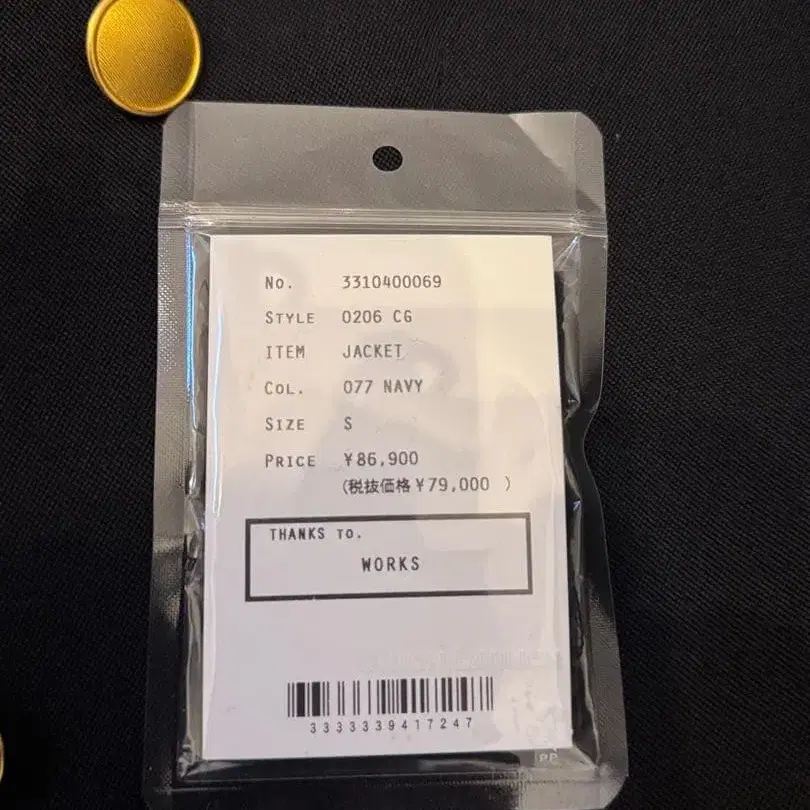 No. 3310400069
STYLE 0206 CG
ITEM JACKET
COL. 077 NAVY
SIZE S
PRICE ¥86,900
(税抜価格¥79,000 )
THANKS TO.
WORKS
3333339417247
PP